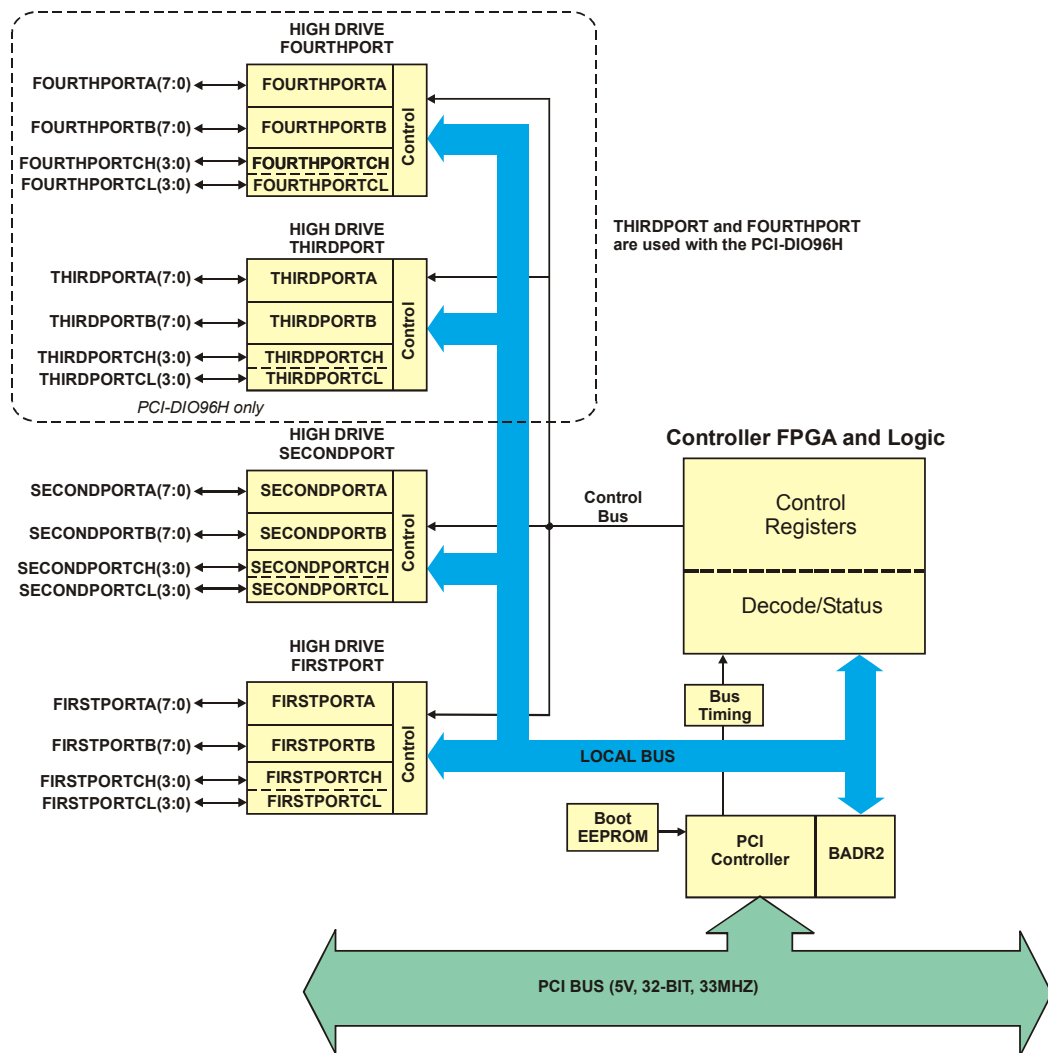 HIGH DRIVE
FOURTHPORT
FOURTHPORTA(7:0)
FOURTHPORTA
FOURTHPORTB(7:0)
FOURTHPORTB
FOURTHPORTCH(3:0)
FOURTHPORTCH
FOURTHPORTCL(3:0)
FOURTHPORTCL
Control
HIGH DRIVE
THIRDPORT
THIRDPORT and FOURTHPORT
are used with the PCI-DIO96H
THIRDPORTA(7:0)
THIRDPORTA
THIRDPORTB(7:0)
THIRDPORTB
THIRDPORTCH(3:0)
THIRDPORTCH
THIRDPORTCL(3:0)
THIRDPORTCL
Control
PCI-DIO96H only
HIGH DRIVE
SECONDPORT
SECONDPORTA(7:0)
SECONDPORTA
SECONDPORTB(7:0)
SECONDPORTB
SECONDPORTCH(3:0)
SECONDPORTCH
SECONDPORTCL(3:0)
SECONDPORTCL
Control
Control
Bus
Controller FPGA and Logic
Control
Registers
Decode/Status
HIGH DRIVE
FIRSTPORT
FIRSTPORTA(7:0)
FIRSTPORTA
FIRSTPORTB(7:0)
FIRSTPORTB
FIRSTPORTCH(3:0)
FIRSTPORTCH
FIRSTPORTCL(3:0)
FIRSTPORTCL
Control
Bus
Timing
LOCAL BUS
Boot
EEPROM
PCI
Controller
BADR2
PCI BUS (5V, 32-BIT, 33MHZ)